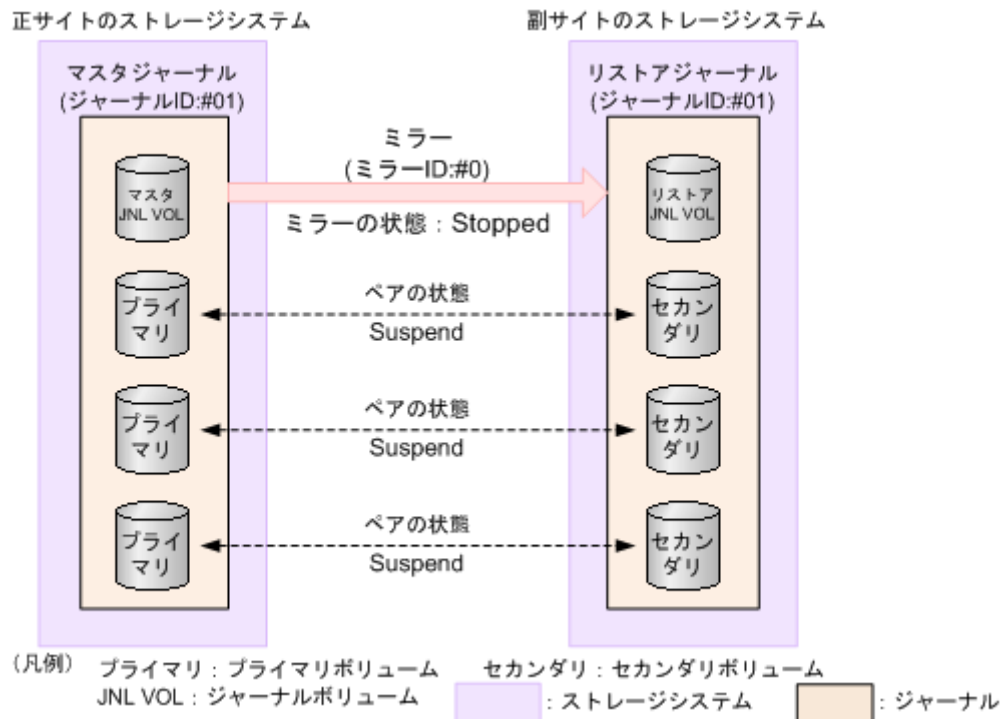 正サイトのストレージシステム
副サイトのストレージシステム
マスタジャーナル
(ジャーナルID:#01)
リストアジャーナル
(ジャーナルID:#01)
ミラー
(ミラーID:#0)
マスタ
JNL VOL
リストア
JNL VOL
ミラーの状態：Stopped
プライ
マリ
ペアの状態
Suspend
セカン
ダリ
プライ
マリ
ペアの状態
Suspend
セカン
ダリ
プライ
マリ
ペアの状態
Suspend
セカン
ダリ
(凡例)
プライマリ：プライマリボリューム
セカンダリ：セカンダリボリューム
JNL VOL：ジャーナルボリューム
：ストレージシステム
：ジャーナル